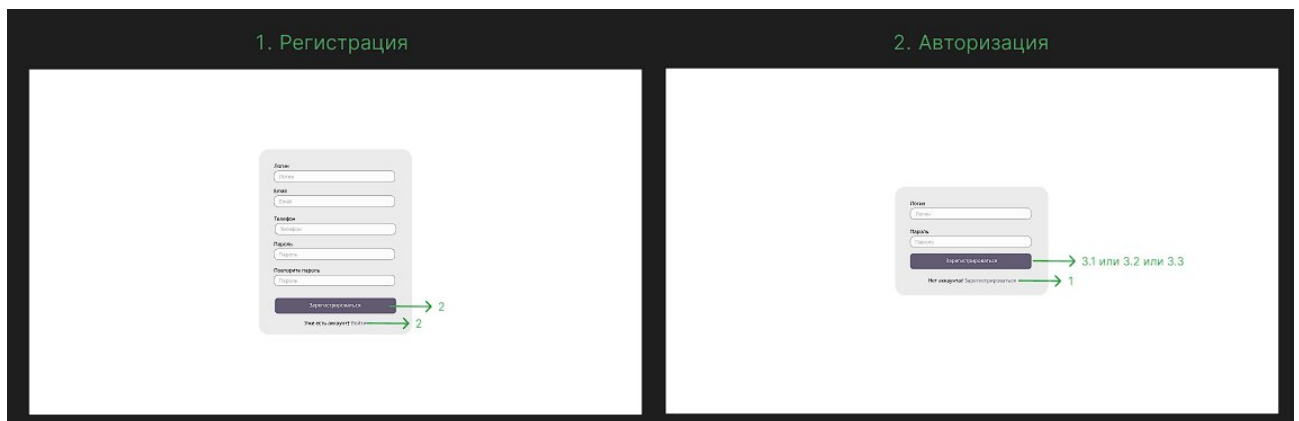 1. Регистрация
Логин
Логин
Email
Email
Телефон
Телефон
Пароль
Пароль
Повторите пароль
Пароль
Зарегистрироваться
2
Уже есть аккаунт? Войти
2
2. Авторизация
Логин
Логин
Пароль
Пароль
Зарегистрироваться
3.1 или 3.2 или 3.3
Нет аккаунта? Зарегистрироваться
1